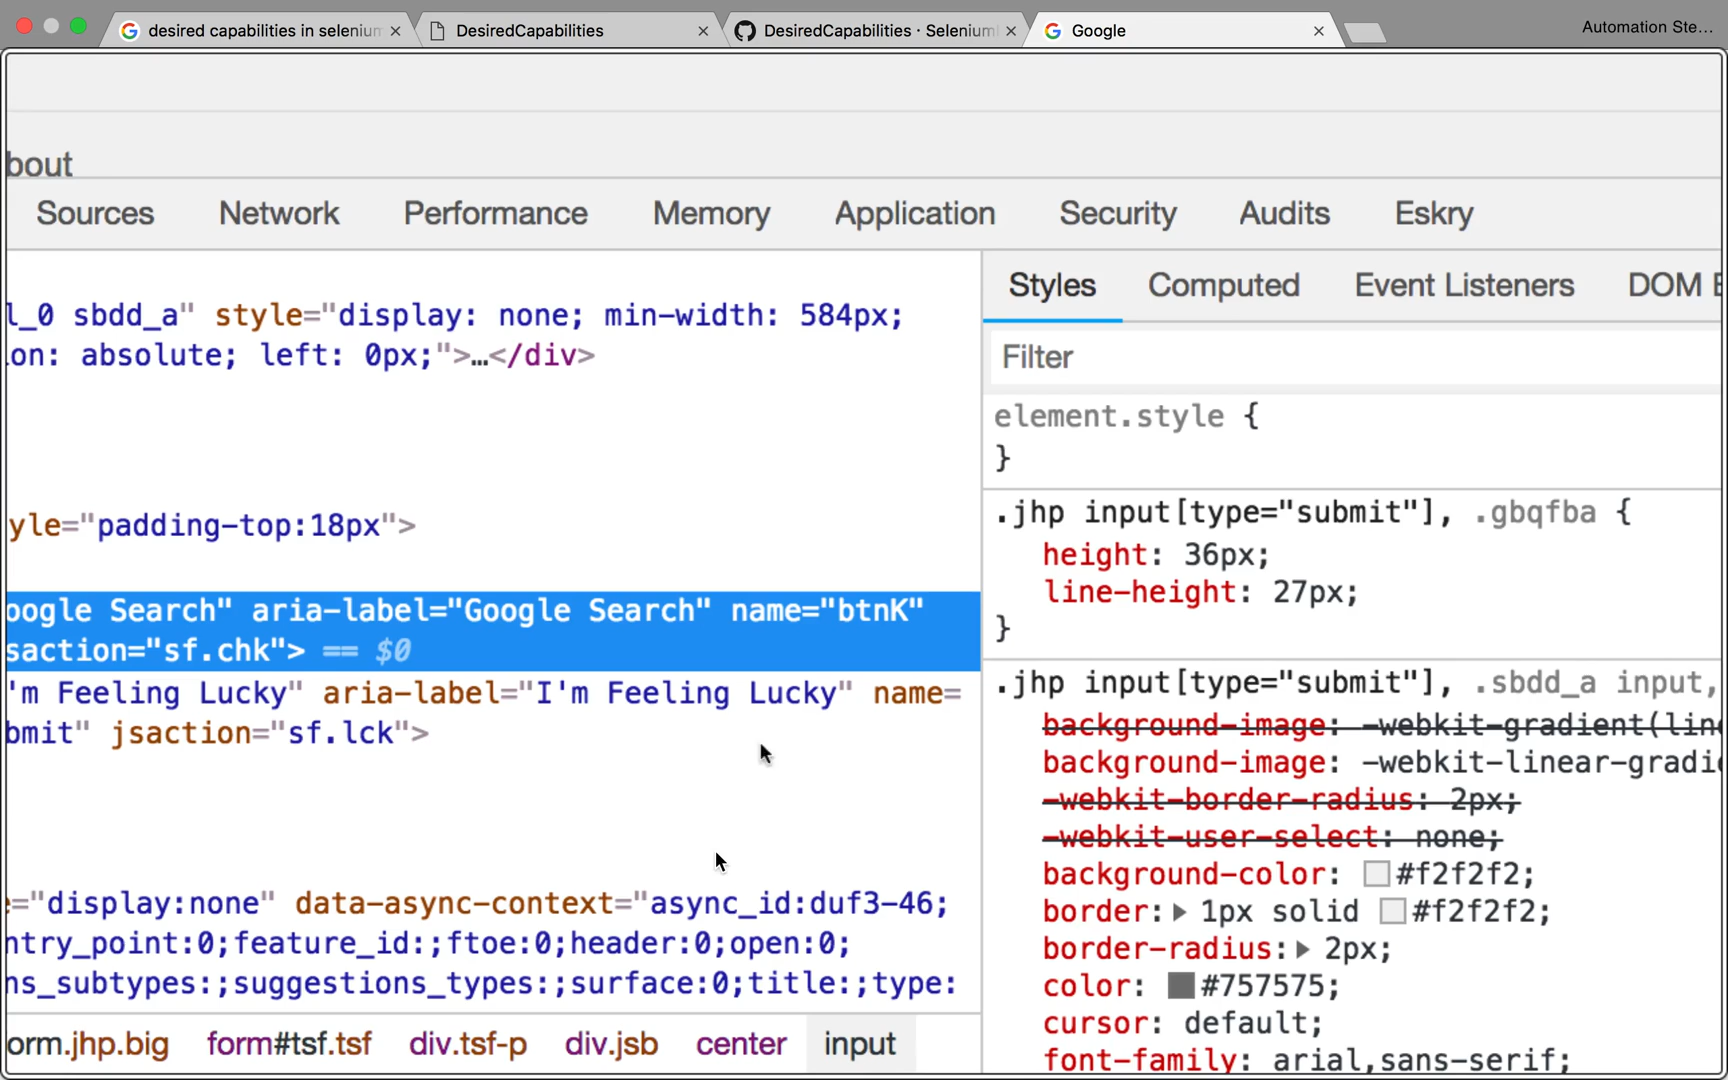 desired capabilities in selenium
DesiredCapabilities
DesiredCapabilities · Selenium
Google
Automation Ste...
bout
Sources Network Performance Memory Application Security Audits Eskry
l_0 sbdd_a" style="display: none; min-width: 584px;
on: absolute; left: 0px;">…</div>
yle="padding-top:18px">
oogle Search" aria-label="Google Search" name="btnK"
saction="sf.chk"> == $0
'm Feeling Lucky" aria-label="I'm Feeling Lucky" name=
bmit" jsaction="sf.lck">
="display:none" data-async-context="async_id:duf3-46;
ntry_point:0;feature_id:;ftoe:0;header:0;open:0;
ns_subtypes:;suggestions_types:;surface:0;title:;type:
orm.jhp.big form#tsf.tsf div.tsf-p div.jsb center input
Styles Computed Event Listeners DOM
Filter
element.style {
}
.jhp input[type="submit"], .gbqfba {
height: 36px;
line-height: 27px;
}
.jhp input[type="submit"], .sbdd_a input,
background-image: -webkit-gradient(line
background-image: -webkit-linear-gradie
-webkit-border-radius: 2px;
-webkit-user-select: none;
background-color: #f2f2f2;
border: 1px solid #f2f2f2;
border-radius: 2px;
color: #757575;
cursor: default;
font-family: arial,sans-serif;